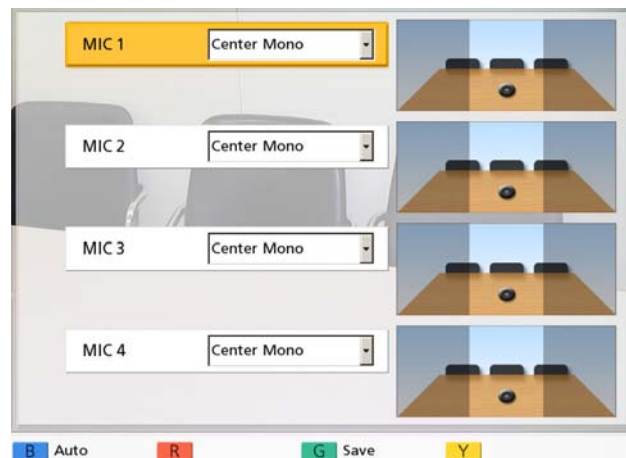 MIC 1 Center Mono
MIC 2 Center Mono
MIC 3 Center Mono
MIC 4 Center Mono
B Auto R G Save Y